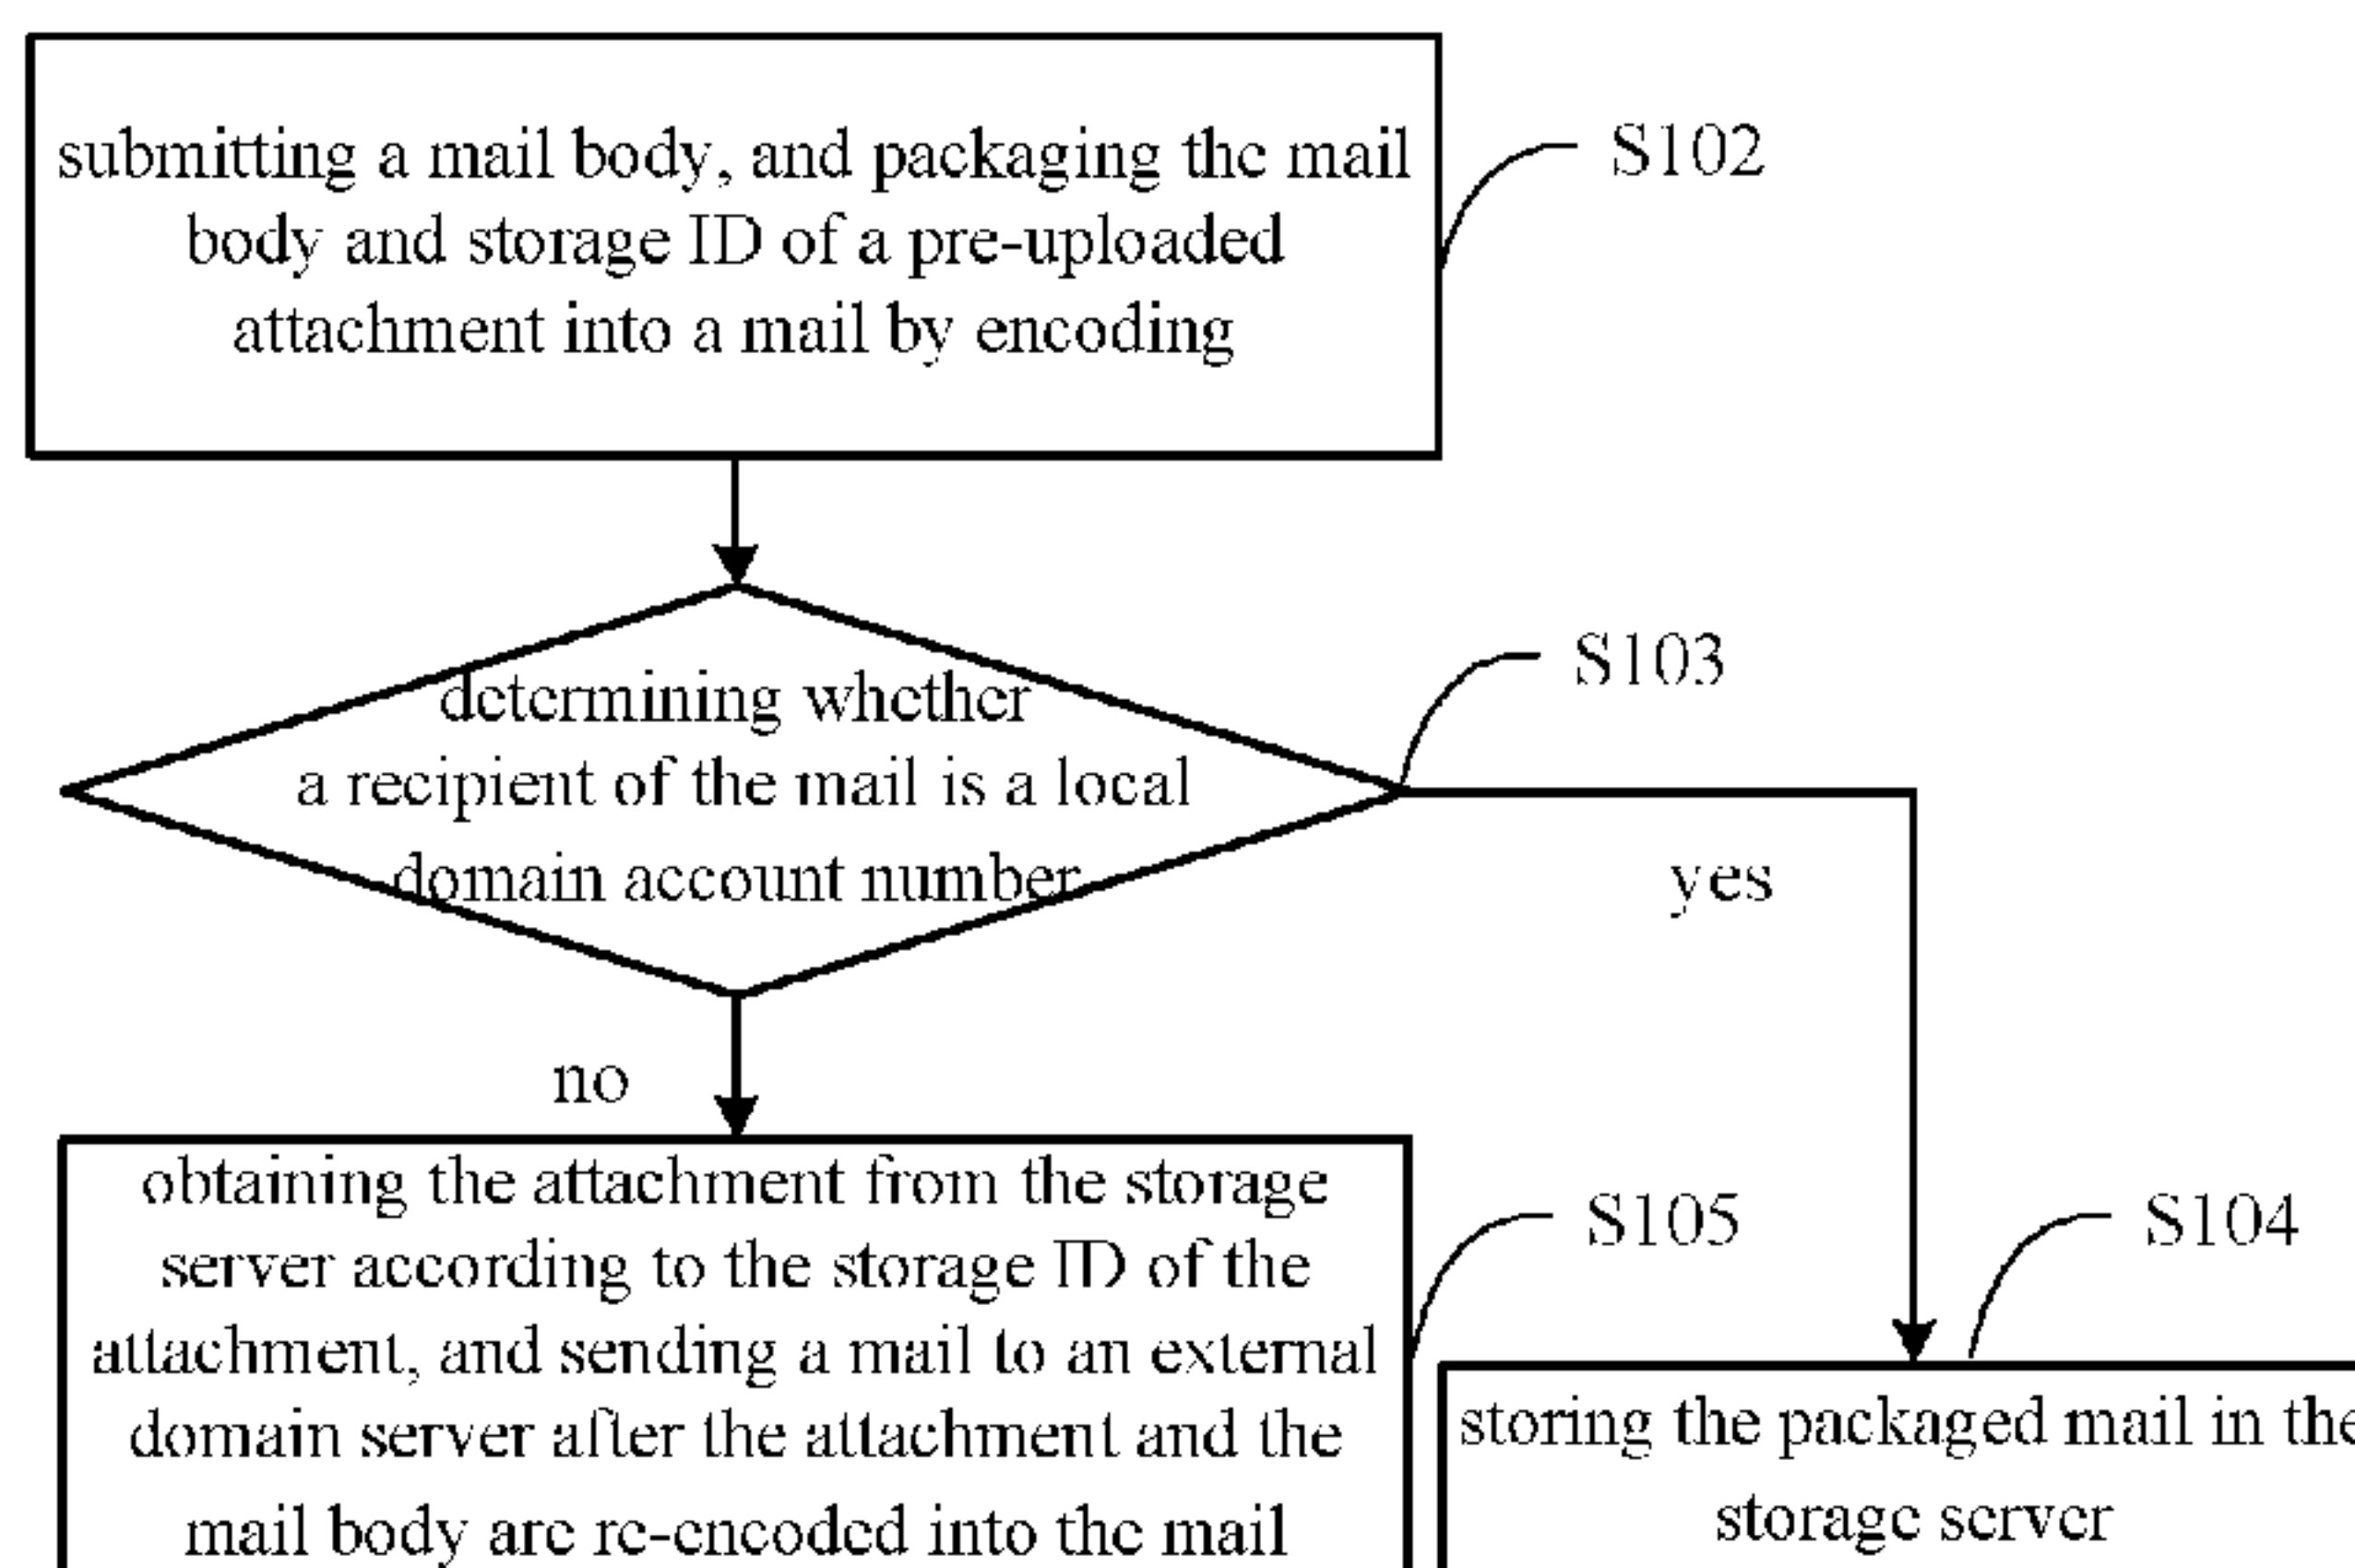 submitting a mail body, and packaging the mail
body and storage ID of a pre-uploaded
attachment into a mail by encoding
S102
determining whether
a recipient of the mail is a local
domain account number
S103
yes
no
obtaining the attachment from the storage
server according to the storage ID of the
attachment, and sending a mail to an external
domain server after the attachment and the
mail body are re-encoded into the mail
S105
S104
storing the packaged mail in the
storage server